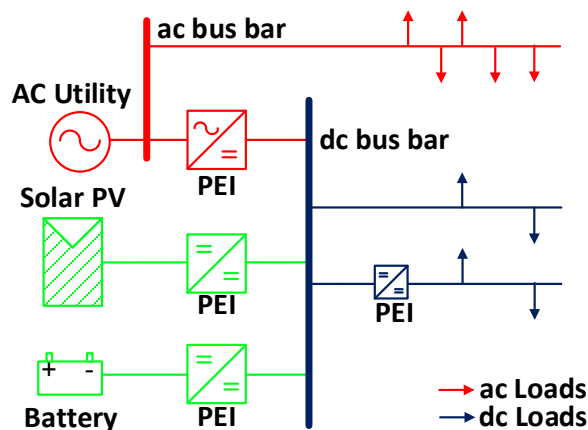 ac bus bar
AC Utility
dc bus bar
PEI
Solar PV
PEI
PEI
+ -
Battery
PEI
ac Loads
dc Loads